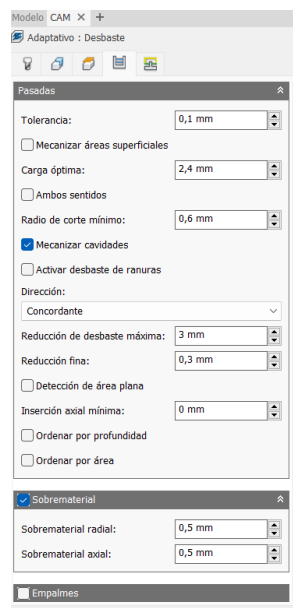 Modelo CAM × +
Adaptativo : Desbaste
Pasadas
Tolerancia: 0,1 mm
Mecanizar áreas superficiales
Carga óptima: 2,4 mm
Ambos sentidos
Radio de corte mínimo: 0,6 mm
Mecanizar cavidades
Activar desbaste de ranuras
Dirección:
Concordante
Reducción de desbaste máxima: 3 mm
Reducción fina: 0,3 mm
Detección de área plana
Inserción axial mínima: 0 mm
Ordenar por profundidad
Ordenar por área
Sobrematerial
Sobrematerial radial: 0,5 mm
Sobrematerial axial: 0,5 mm
Empalmes